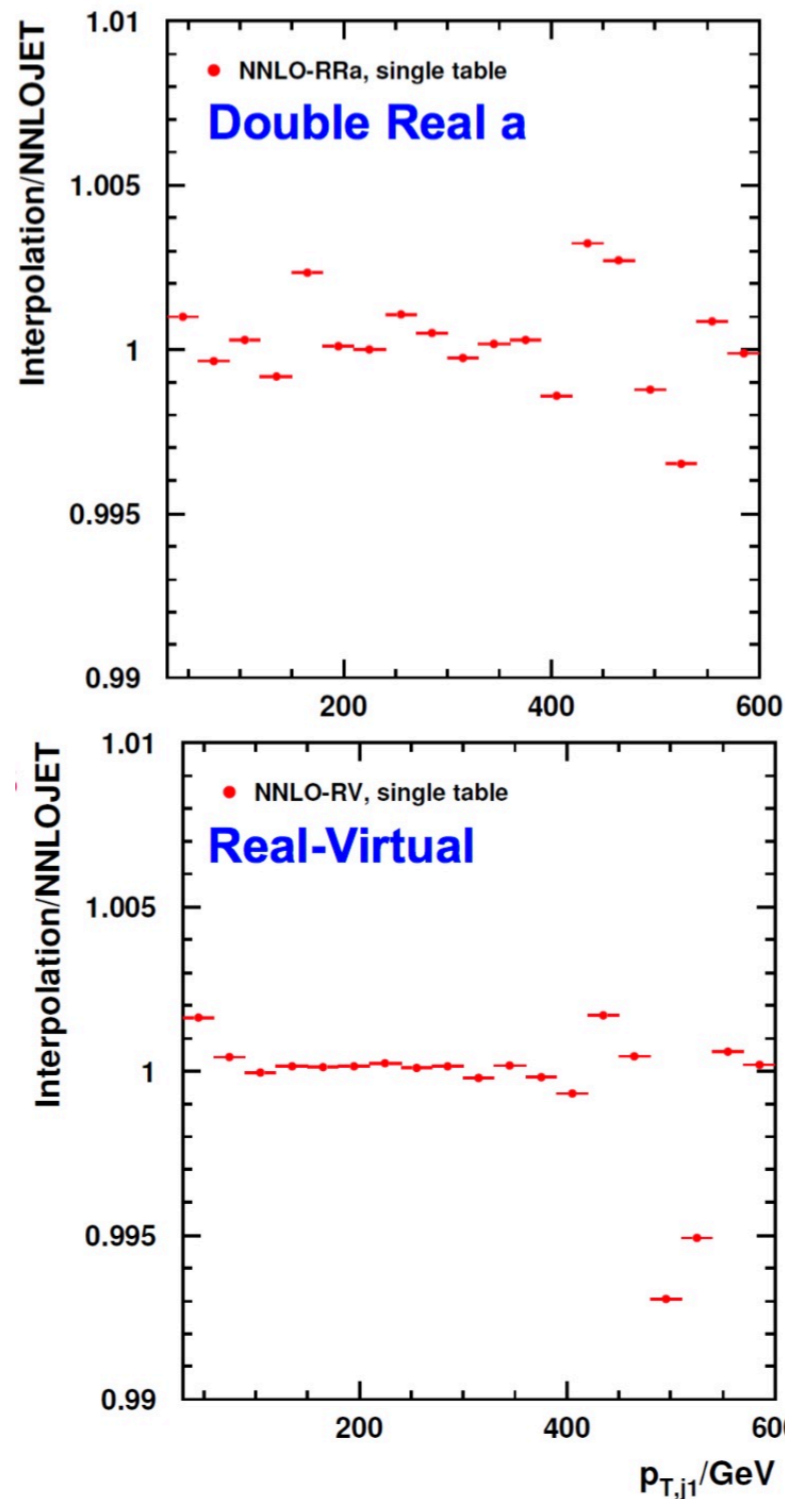 Interpolation/NNLOJET
1.01
1.005
1
0.995
0.99
NNLO-RRa, single table
Double Real a
200
400
600
Interpolation/NNLOJET
1.01
1.005
1
0.995
0.99
NNLO-RV, single table
Real-Virtual
200
400
60
p_T,j1/GeV